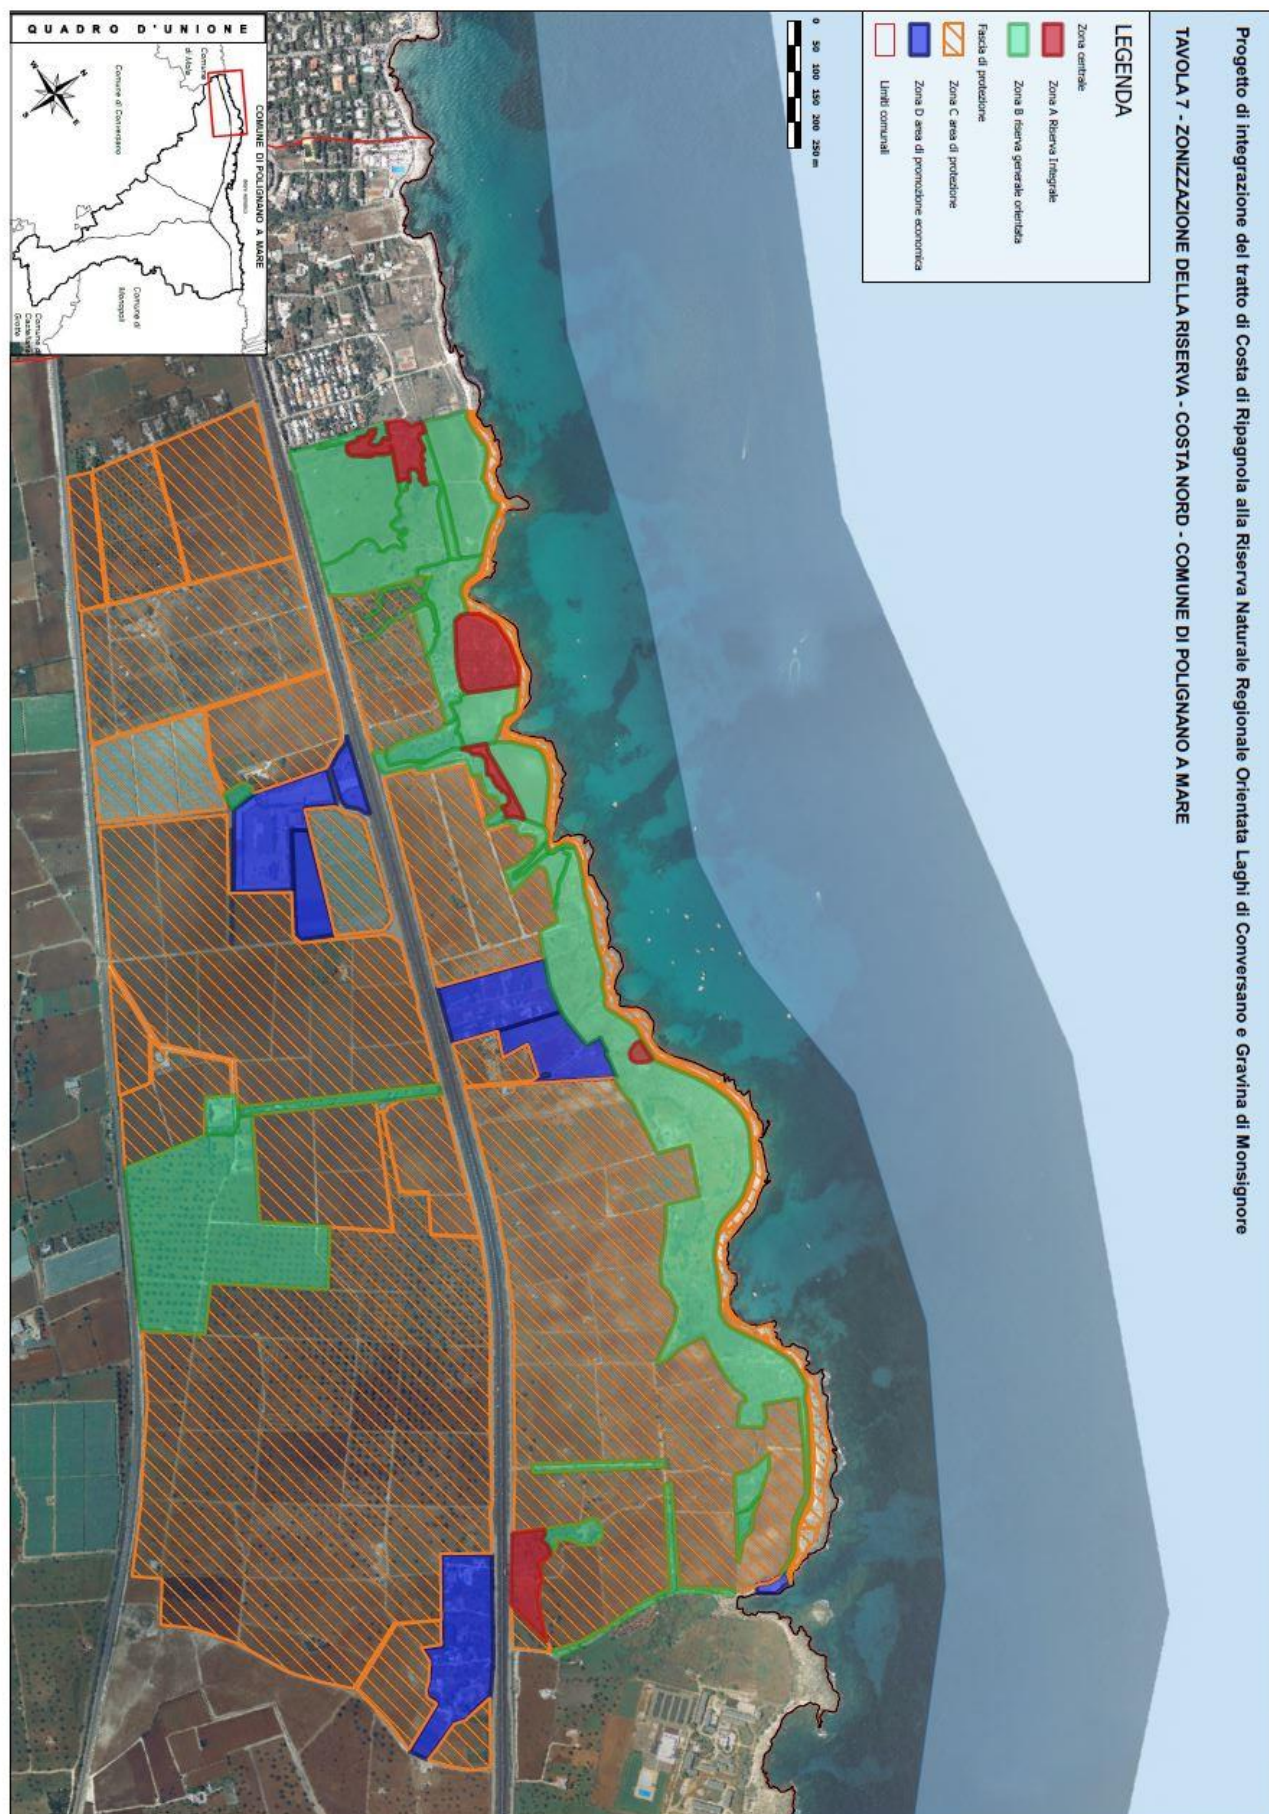 Progetto di integrazione del tratto di Costa di Ripagnola alla Riserva Naturale Regionale Orientata Laghi di Conversano e Gravina di Monsignore
TAVOLA 7 - ZONIZZAZIONE DELLA RISERVA - COSTA NORD - COMUNE DI POLIGNANO A MARE
LEGENDA
Zona centrale
Zona A Riserva Integrale
Zona B riserva generale orientata
Fascia di protezione
Zona C area di protezione
Zona D area di promozione economica
Limiti comunali
0 50 100 150 200 250 m
QUADRO D'UNIONE
COMUNE DI POLIGNANO A MARE
Comune
di Mola
Comune di Conversano
Comune di
Monopoli
Comune di
Castellana
Grotte
N
E
S
W